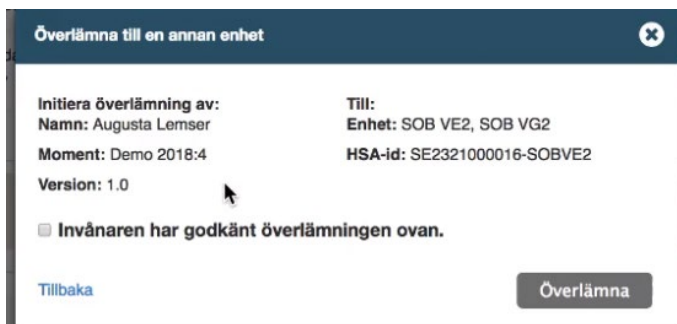 Överlämna till en annan enhet
Initiera överlämning av:
Namn: Augusta Lemser
Moment: Demo 2018:4
Version: 1.0
Till:
Enhet: SOB VE2, SOB VG2
HSA-id: SE2321000016-SOBVE2
Invånaren har godkänt överlämningen ovan.
Tillbaka
Överlämna